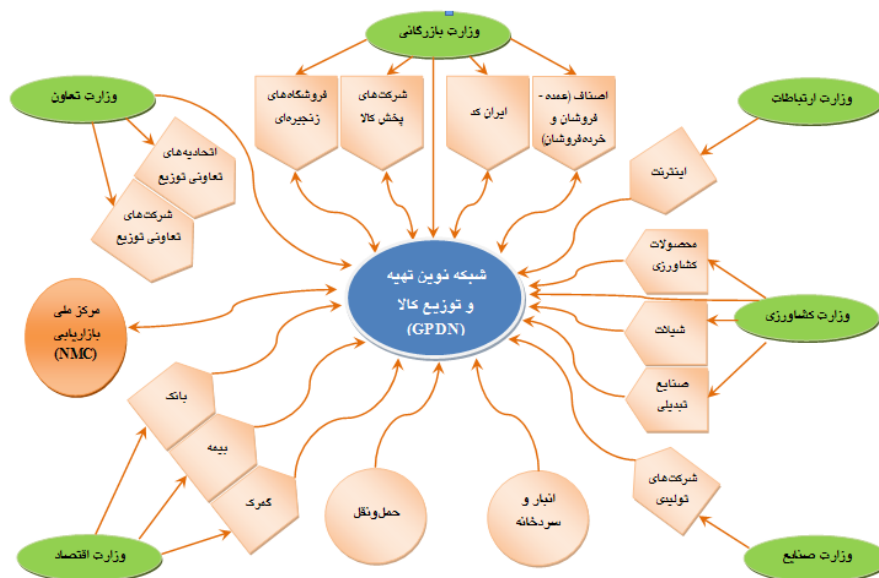 وزارت بازرگانی
وزارت تعاون
وزارت ارتباطات
فروشگاه‌های
زنجیره‌ای
شرکت‌های
پخش کالا
ایران کد
اصناف (عمده -
فروشان و
خرده‌فروشان)
اتحادیه‌های
تعاونی توزیع
شرکت‌های
تعاونی توزیع
اینترنت
محصولات
کشاورزی
شبکه نوین تهیه
و توزیع کالا
(GPDN)
مرکز ملی
بازاریابی
(NMC)
شیلات
وزارت کشاورزی
صنایع
تبدیلی
بانک
بیمه
گمرک
حمل‌ونقل
انبار و
سردخانه
شرکت‌های
تولیدی
وزارت اقتصاد
وزارت صنایع